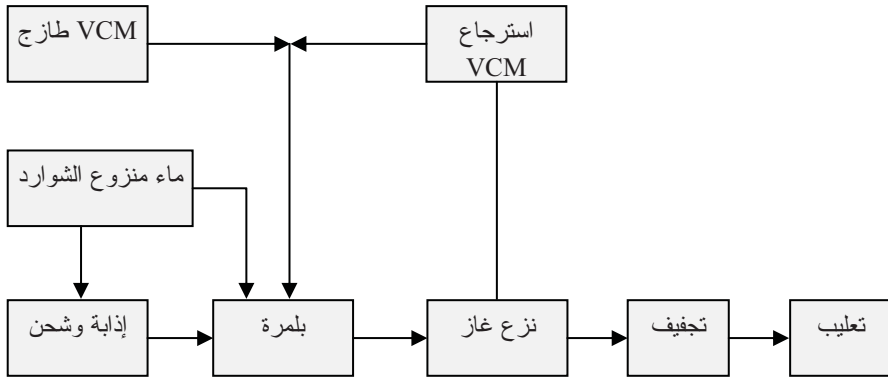 VCM طازج
استرجاع
VCM
ماء منزوع الشوارد
إذابة وشحن
بلمرة
نزع غاز
تجفيف
تعليب